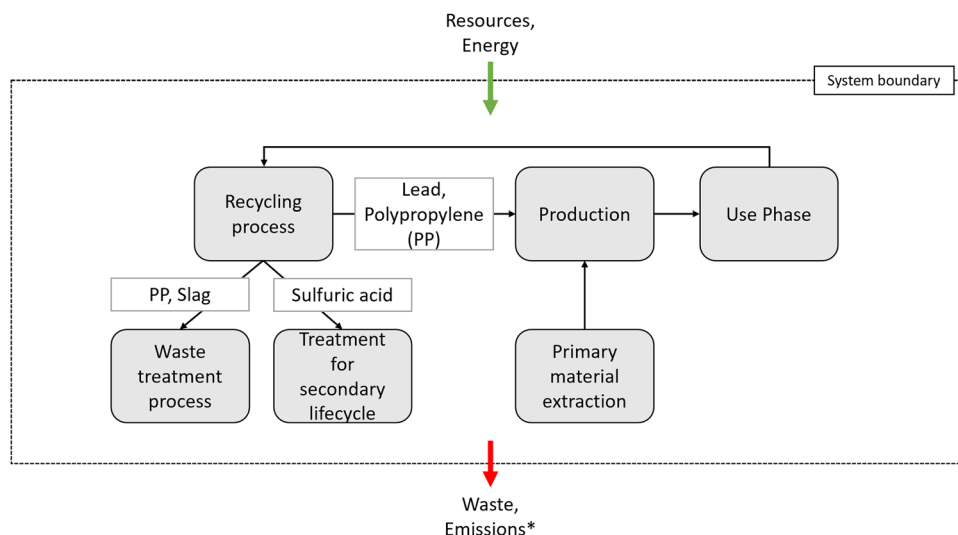 Resources,
Energy
System boundary
Recycling
process
Lead,
Polypropylene
(PP)
Production
Use Phase
PP, Slag
Sulfuric acid
Waste
treatment
process
Treatment
for
secondary
lifecycle
Primary
material
extraction
Waste,
Emissions*